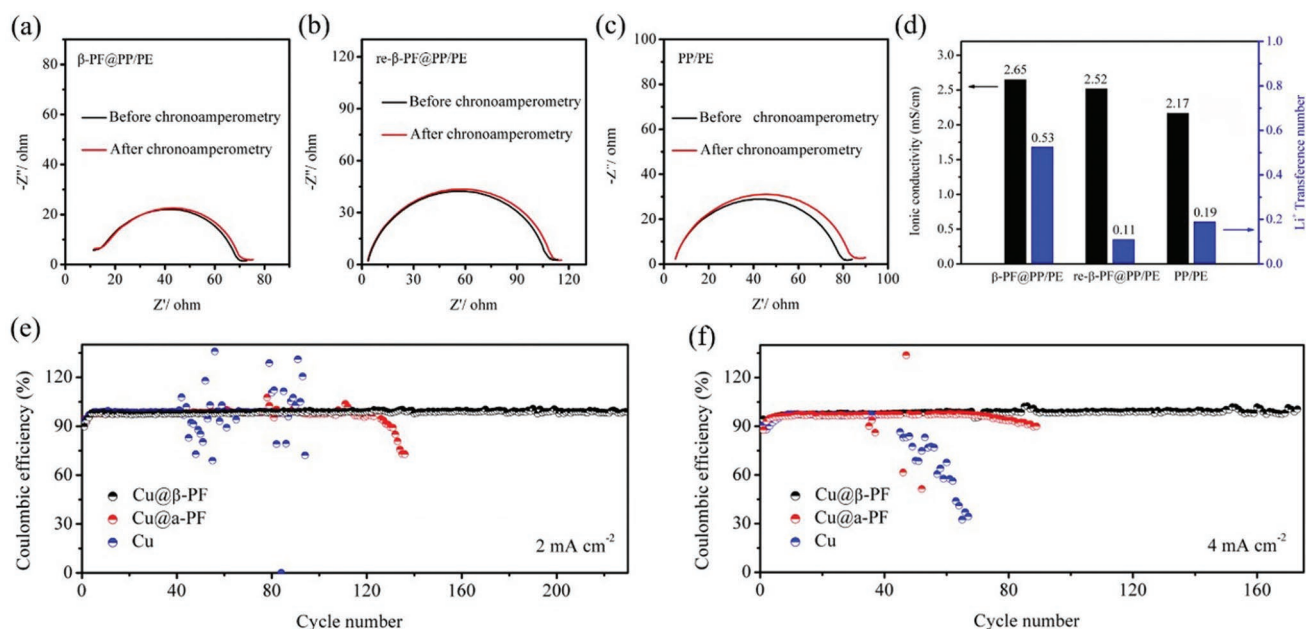 (a)
β-PF@PP/PE
Before chronoamperometry
After chronoamperometry
-Z''/ ohm
80
60
40
20
0
0 20 40 60 80
Z'/ ohm
(b)
re-β-PF@PP/PE
Before chronoamperometry
After chronoamperometry
-Z''/ ohm
120
90
60
30
0
0 30 60 90 120
Z'/ ohm
(c)
PP/PE
Before chronoamperometry
After chronoamperometry
-Z''/ ohm
100
80
60
40
20
0
0 20 40 60 80 100
Z'/ ohm
(d)
Ionic conductivity (mS/cm)
3.0
2.5
2.0
1.5
1.0
0.5
0.0
2.65
0.53
2.52
0.11
2.17
0.19
β-PF@PP/PE re-β-PF@PP/PE PP/PE
1.0
0.8
0.6
0.4
0.2
0.0
Li⁺ Transference number
(e)
Coulombic efficiency (%)
120
90
60
30
0
Cu@β-PF
Cu@a-PF
Cu
2 mA cm⁻²
0 40 80 120 160 200
Cycle number
(f)
Coulombic efficiency (%)
150
120
90
60
30
0
Cu@β-PF
Cu@a-PF
Cu
4 mA cm⁻²
0 40 80 120 160
Cycle number